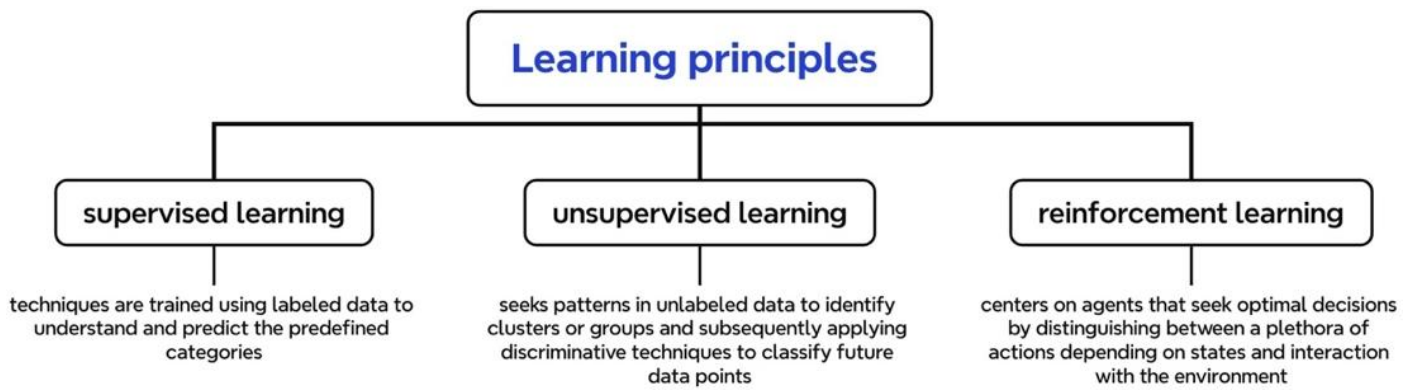 Learning principles
supervised learning
techniques are trained using labeled data to
understand and predict the predefined
categories
unsupervised learning
seeks patterns in unlabeled data to identify
clusters or groups and subsequently applying
discriminative techniques to classify future
data points
reinforcement learning
centers on agents that seek optimal decisions
by distinguishing between a plethora of
actions depending on states and interaction
with the environment